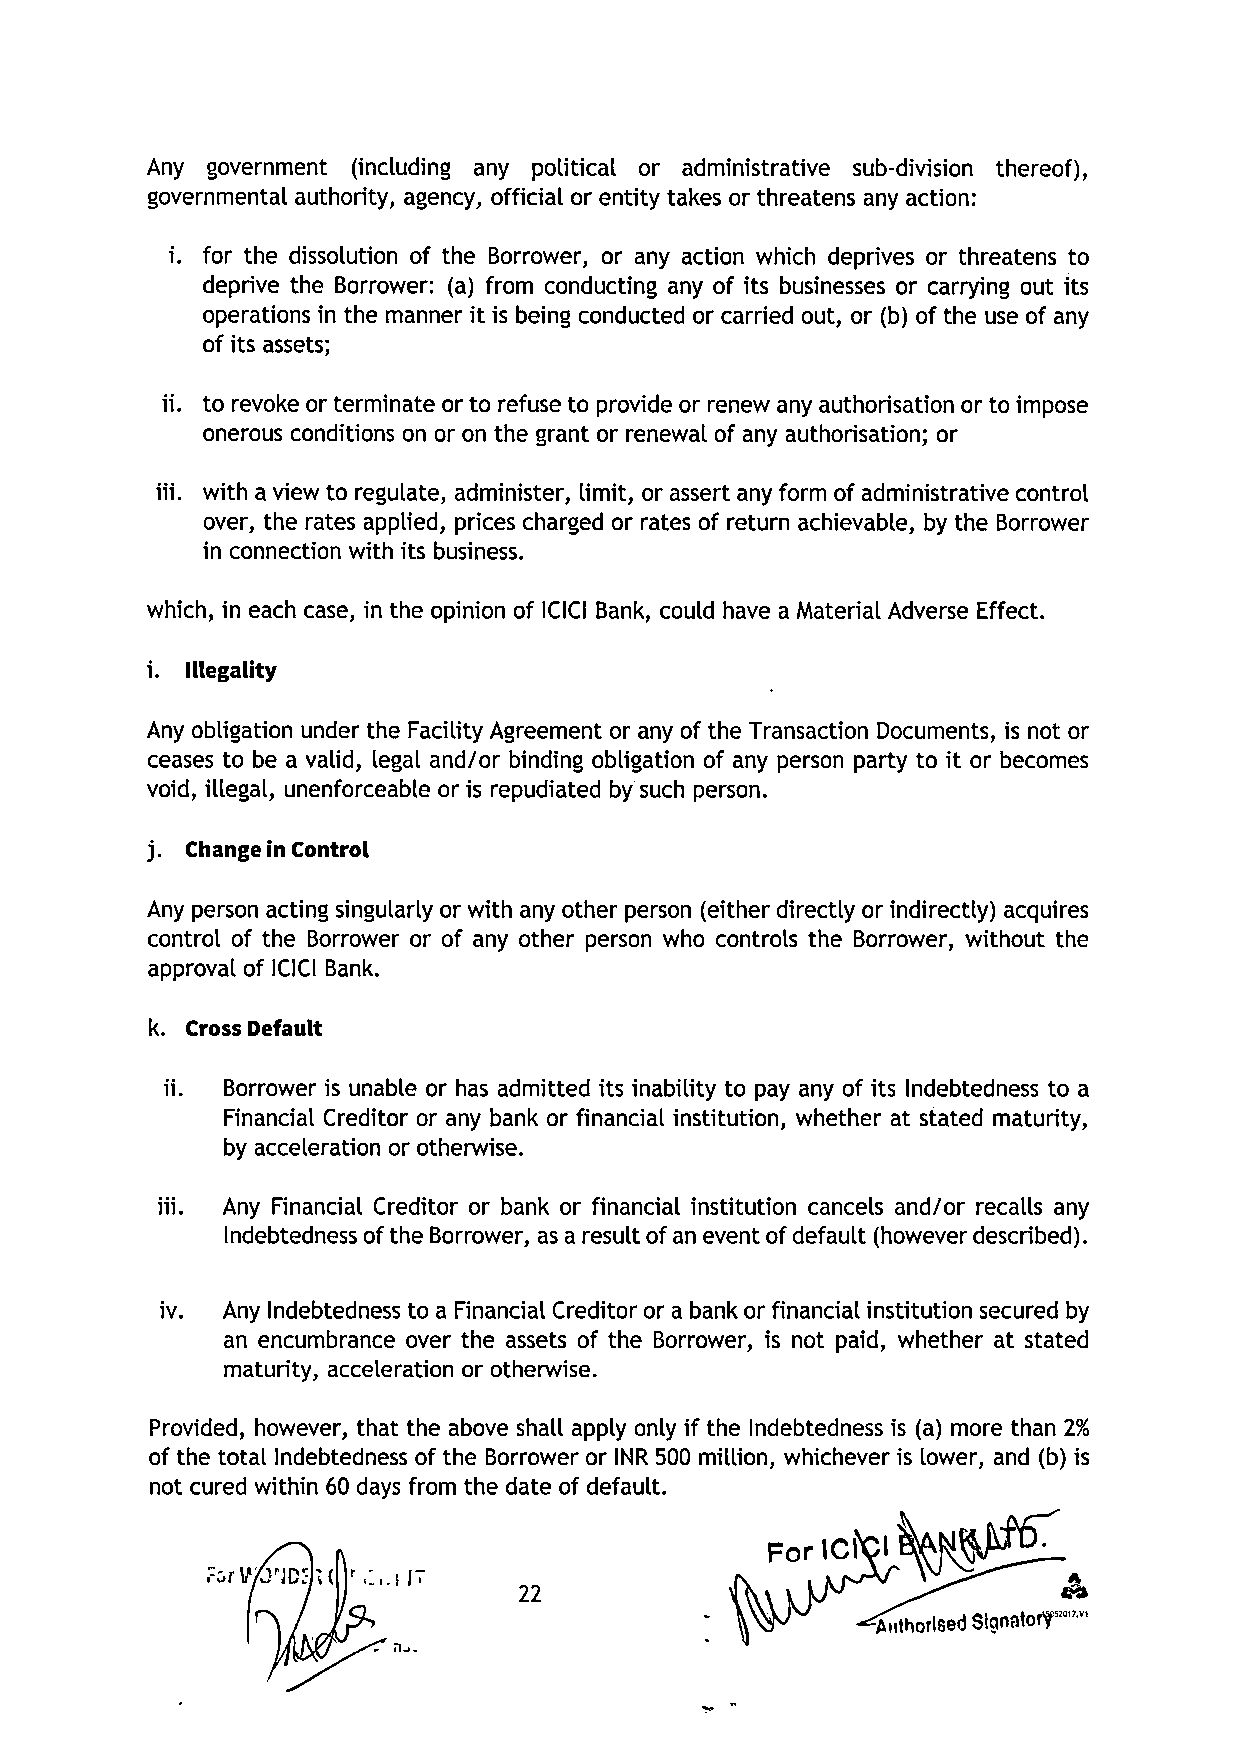 Any government (including any political or administrative sub-division thereof),
governmental authority, agency, official or entity takes or threatens any action:
i. for the dissolution of the Borrower, or any action which deprives or threatens to
deprive the Borrower: (a) from conducting any of its businesses or carrying out its
operations in the manner it is being conducted or carried out, or (b) of the use of any
of its assets;
ii. to revoke or terminate or to refuse to provide or renew any authorisation or to impose
onerous conditions on or on the grant or renewal of any authorisation; or
iii. with a view to regulate, administer, limit, or assert any form of administrative control
over, the rates applied, prices charged or rates of return achievable, by the Borrower
in connection with its business.
which, in each case, in the opinion of ICICI Bank, could have a Material Adverse Effect.
i. Illegality
Any obligation under the Facility Agreement or any of the Transaction Documents, is not or
ceases to be a valid, legal and/or binding obligation of any person party to it or becomes
void, illegal, unenforceable or is repudiated by such person.
j. Change in Control
Any person acting singularly or with any other person (either directly or indirectly) acquires
control of the Borrower or of any other person who controls the Borrower, without the
approval of ICICI Bank.
k. Cross Default
ii. Borrower is unable or has admitted its inability to pay any of its Indebtedness to a
Financial Creditor or any bank or financial institution, whether at stated maturity,
by acceleration or otherwise.
iii. Any Financial Creditor or bank or financial institution cancels and/or recalls any
Indebtedness of the Borrower, as a result of an event of default (however described).
iv. Any Indebtedness to a Financial Creditor or a bank or financial institution secured by
an encumbrance over the assets of the Borrower, is not paid, whether at stated
maturity, acceleration or otherwise.
Provided, however, that the above shall apply only if the Indebtedness is (a) more than 2%
of the total Indebtedness of the Borrower or INR 500 million, whichever is lower, and (b) is
not cured within 60 days from the date of default.
For ICICI BANK
For
22
Authorised Signatory